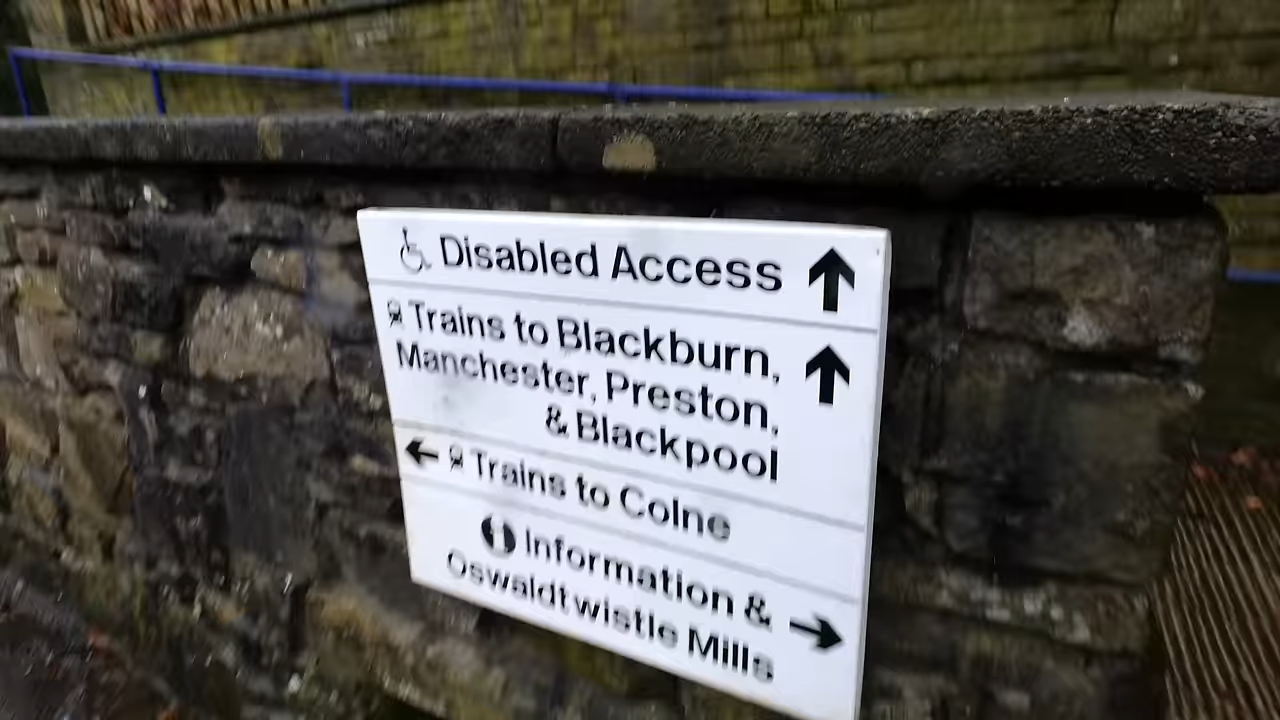 Disabled Access
Trains to Blackburn,
Manchester, Preston,
& Blackpool
Trains to Colne
Information &
Oswaldtwistle Mills